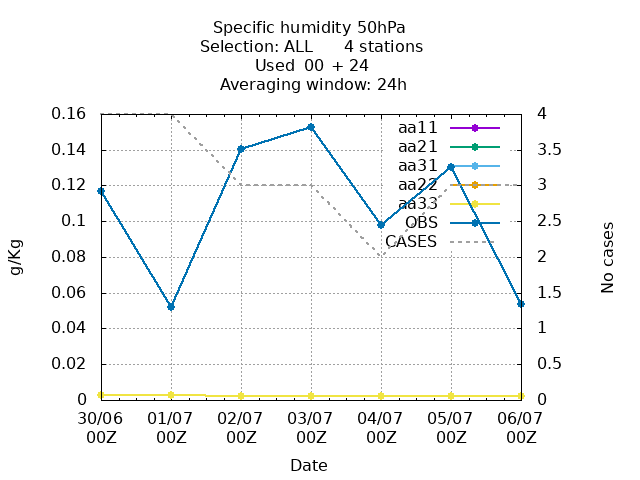 Specific humidity 50hPa
Selection: ALL 4 stations
Used 00 + 24
Averaging window: 24h
g/Kg
0.16
0.14
0.12
0.1
0.08
0.06
0.04
0.02
0
aa11
aa21
aa31
aa22
aa33
OBS
CASES
4
3.5
3
2.5
2
1.5
1
0.5
0
No cases
30/06 01/07 02/07 03/07 04/07 05/07 06/07
00Z 00Z 00Z 00Z 00Z 00Z 00Z
Date